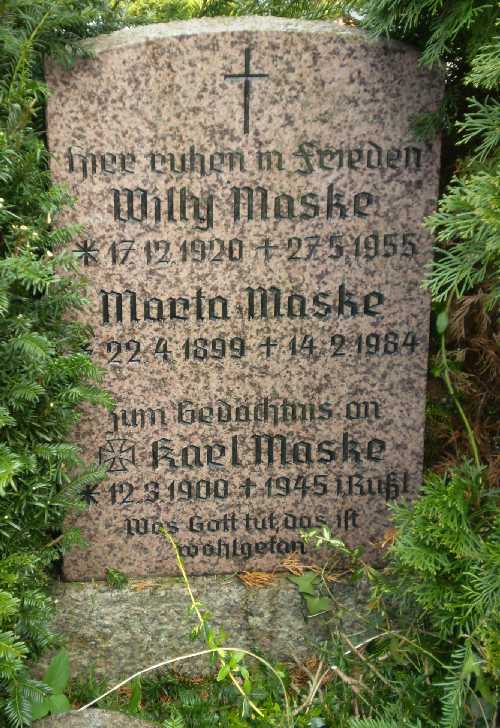 Hier ruhen in Frieden
Willy Maske
* 17.12.1920 + 27.5.1955
Marta Maske
* 22.4.1899 + 14.2.1984
zum Gedächtnis an
Karl Maske
* 12.3.1900 + 1945 i.Rußl.
Was Gott tut, das ist
wohlgetan